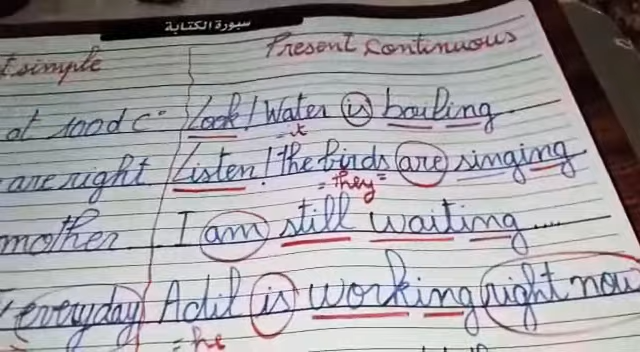 سبورة الكتابة
t simple Present continuous
at 100d c° Look! Water is boiling
= it
are right Listen! the birds are singing
= they =
mother I am still waiting ....
everyday Adil is working right now
= he